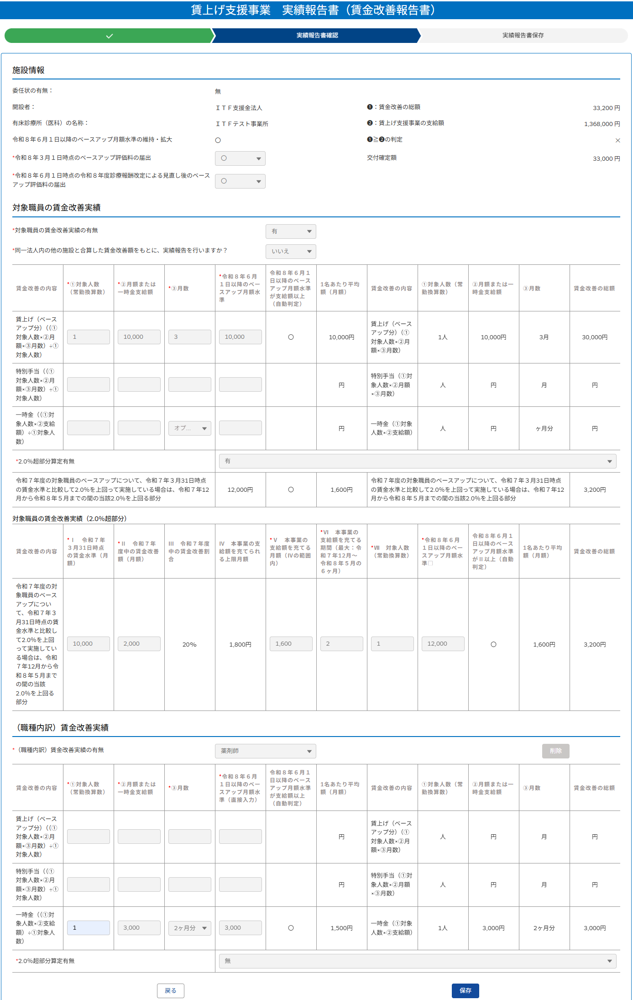 賃上げ支援事業　実績報告書（賃金改善報告書）
実績報告書確認
実績報告書保存
施設情報
委任状の有無：
無
開設者：
ＩＴＦ支援金法人
❶：賃金改善の総額
33,200 円
有床診療所（医科）の名称：
ＩＴＦテスト事業所
❷：賃上げ支援事業の支給額
1,368,000 円
令和８年６月１日以降のベースアップ月額水準の維持・拡大
〇
❶≧❷の判定
×
*令和８年３月１日時点のベースアップ評価料の届出
〇
交付確定額
33,000 円
*令和８年６月１日時点の令和８年度診療報酬改定による見直し後のベース
アップ評価料の届出
〇
対象職員の賃金改善実績
*対象職員の賃金改善実績の有無
有
*同一法人内の他の施設と合算した賃金改善額をもとに、実績報告を行いますか？
いいえ
賃金改善の内容
*①対象人数
（常勤換算数）
*②月額または
一時金支給額
*③月数
*令和８年６月
１日以降のベー
スアップ月額水
準
令和８年６月１
日以降のベース
アップ月額水準
が支給額以上
（自動判定）
1名あたり平均
額（月額）
賃金改善の内容
①対象人数（常
勤換算数）
②月額または一
時金支給額
③月数
賃金改善の総額
賃上げ（ベース
アップ分）（（①
対象人数×②月
額×③月数）÷①
対象人数）
1
10,000
3
10,000
〇
10,000円
賃上げ（ベース
アップ分）（①
対象人数×②月
額×③月数）
1人
10,000円
3月
30,000円
特別手当（（①
対象人数×②月
額×③月数）÷①
対象人数）
円
特別手当（①対
象人数×②月額
×③月数）
人
円
月
円
一時金（（①対
象人数×②支給
額）÷①対象人
数）
オプ...
円
一時金（①対象
人数×②支給額）
人
円
ヶ月分
円
*2.0％超部分算定有無
有
令和７年度の対象職員のベースアップについて、令和７年３月31日時点
の賃金水準と比較して2.0％を上回って実施している場合は、令和７年12
月から令和８年５月までの間の当該2.0％を上回る部分
12,000円
〇
1,600円
令和７年度の対象職員のベースアップについて、令和７年３月31日時点
の賃金水準と比較して2.0％を上回って実施している場合は、令和７年12
月から令和８年５月までの間の当該2.0％を上回る部分
3,200円
対象職員の賃金改善実績（2.0％超部分）
賃金改善の内容
*Ⅰ　令和７年
３月31日時点
の賃金水準（月
額）
*Ⅱ　令和７年
度中の賃金改善
額（月額）
Ⅲ　令和７年度
中の賃金改善割
合
Ⅳ　本事業の支
給額を充てられ
る上限月額
*Ⅴ　本事業の
支給額を充てる
月額（Ⅳの範囲
内）
*Ⅵ　本事業の
支給額を充てる
期間（最大：令
和７年12月～
令和８年５月の
６ヶ月）
*Ⅶ　対象人数
（常勤換算数）
*令和８年６月
１日以降のベー
スアップ月額水
準□
令和８年６月１
日以降のベース
アップ月額水準
がⅡ以上（自動
判定）
1名あたり平均
額（月額）
賃金改善の総額
令和７年度の対
象職員のベース
アップについ
て、令和７年３
月31日時点の賃
金水準と比較し
て2.0％を上回
って実施してい
る場合は、令和
７年12月から令
和８年５月まで
の間の当該
2.0％を上回る
部分
10,000
2,000
20%
1,800円
1,600
2
1
12,000
〇
1,600円
3,200円
（職種内訳）賃金改善実績
*（職種内訳）賃金改善実績の有無
薬剤師
削除
賃金改善の内容
*①対象人数
（常勤換算数）
*②月額または
一時金支給額
*③月数
*令和８年６月
１日以降のベー
スアップ月額水
準（直接入力）
令和８年６月１
日以降のベース
アップ月額水準
が支給額以上
（自動判定）
1名あたり平均
額（月額）
賃金改善の内容
①対象人数（常
勤換算数）
②月額または一
時金支給額
③月数
賃金改善の総額
賃上げ（ベース
アップ分）（（①
対象人数×②月
額×③月数）÷①
対象人数）
円
賃上げ（ベース
アップ分）（①
対象人数×②月
額×③月数）
人
円
月
円
特別手当（（①
対象人数×②月
額×③月数）÷①
対象人数）
円
特別手当（①対
象人数×②月額
×③月数）
人
円
月
円
一時金（（①対
象人数×②支給
額）÷①対象人
数）
1
3,000
2ヶ月分
3,000
〇
1,500円
一時金（①対象
人数×②支給額）
1人
3,000円
2ヶ月分
3,000円
*2.0％超部分算定有無
無
戻る
保存